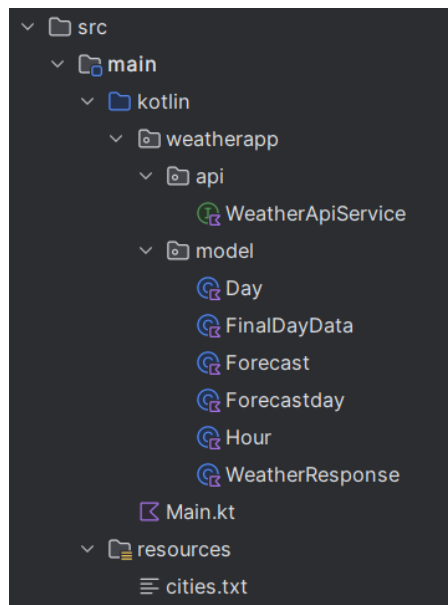 src
main
kotlin
weatherapp
api
WeatherApiService
model
Day
FinalDayData
Forecast
Forecastday
Hour
WeatherResponse
Main.kt
resources
cities.txt